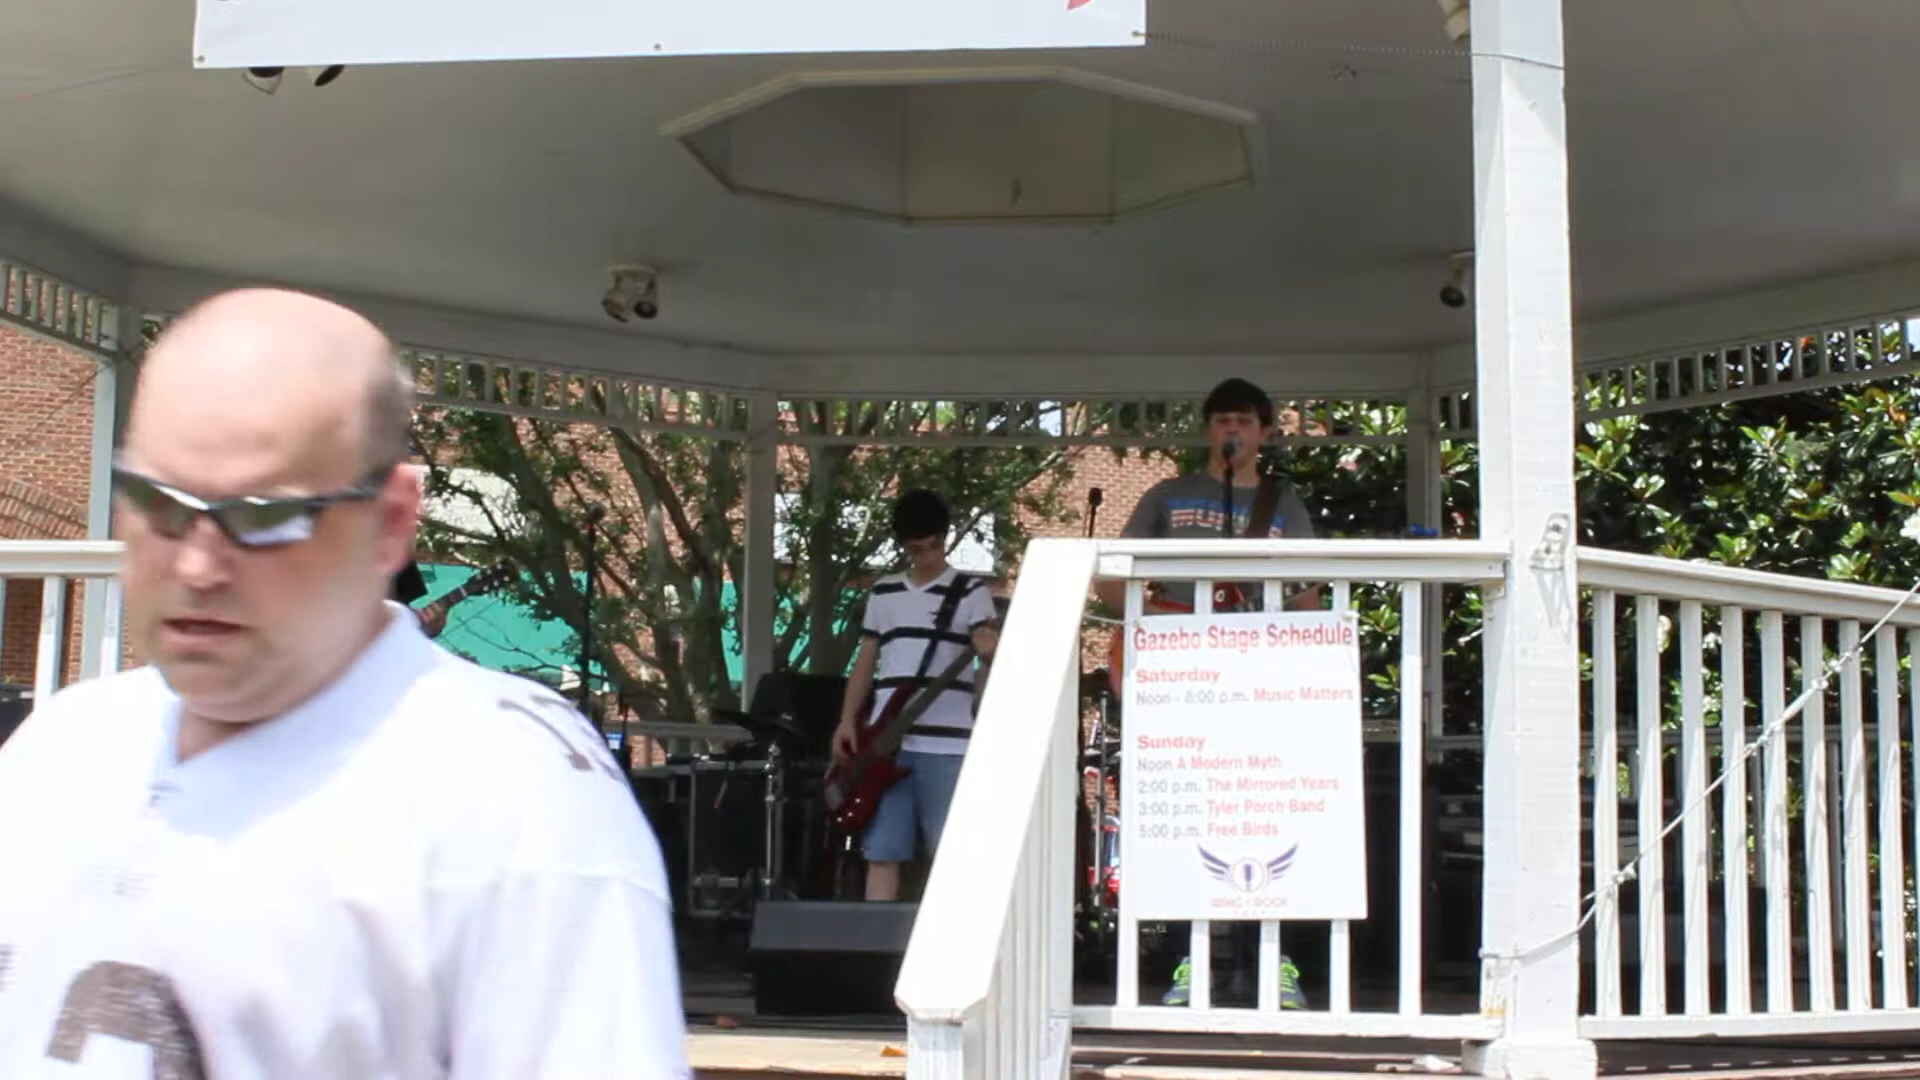 Gazebo Stage Schedule
Saturday
Noon - 8:00 p.m. Music Matters
Sunday
Noon A Modern Myth
2:00 p.m. The Mirrored Years
3:00 p.m. Tyler Porch Band
5:00 p.m. Free Birds